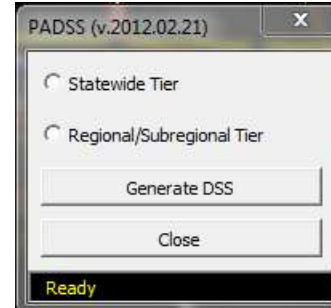 PADSS (v.2012.02.21)
x
Statewide Tier
Regional/Subregional Tier
Generate DSS
Close
Ready